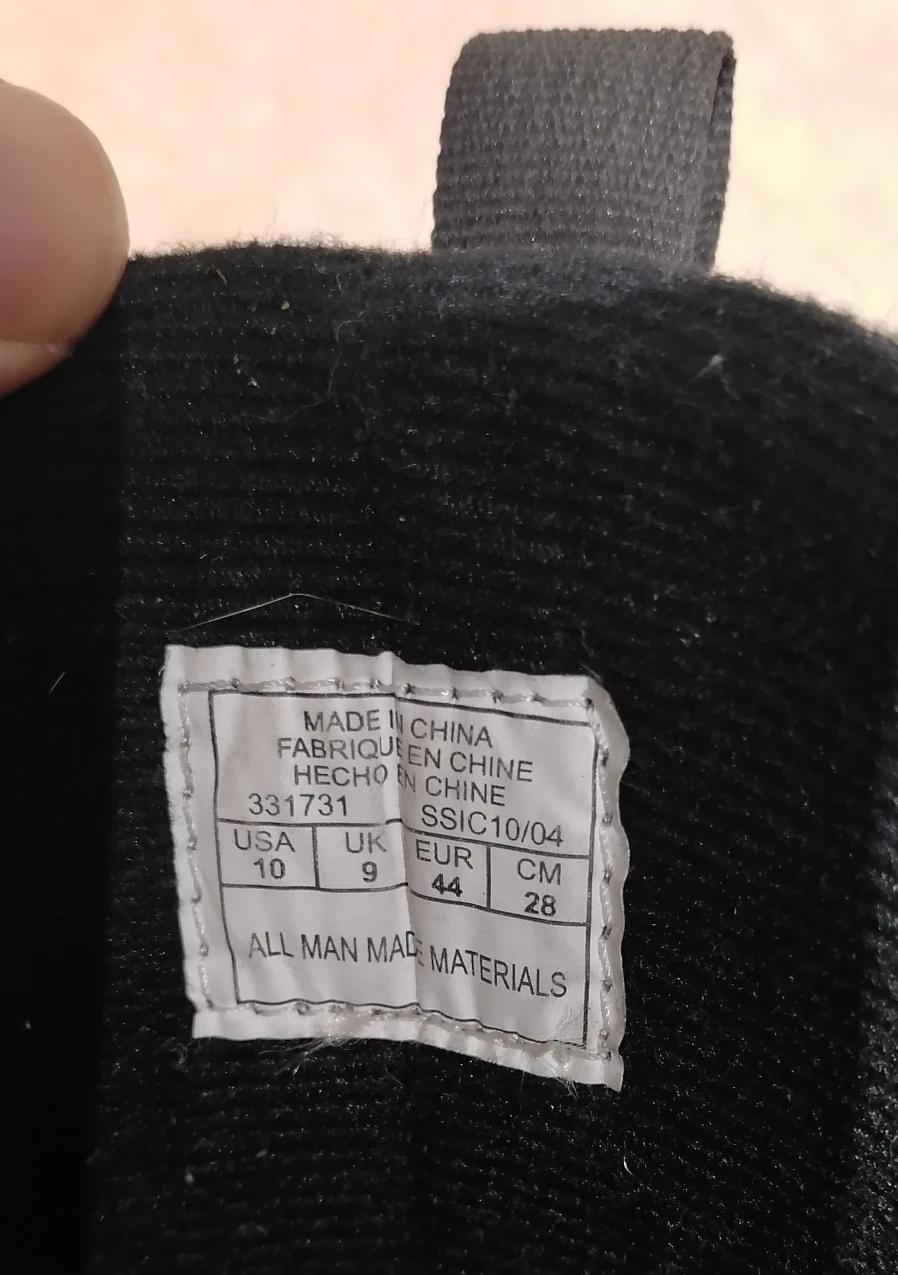 MADE IN CHINA
FABRIQUE EN CHINE
HECHO EN CHINE
331731 SSIC10/04
USA UK EUR CM
10 9 44 28
ALL MAN MADE MATERIALS